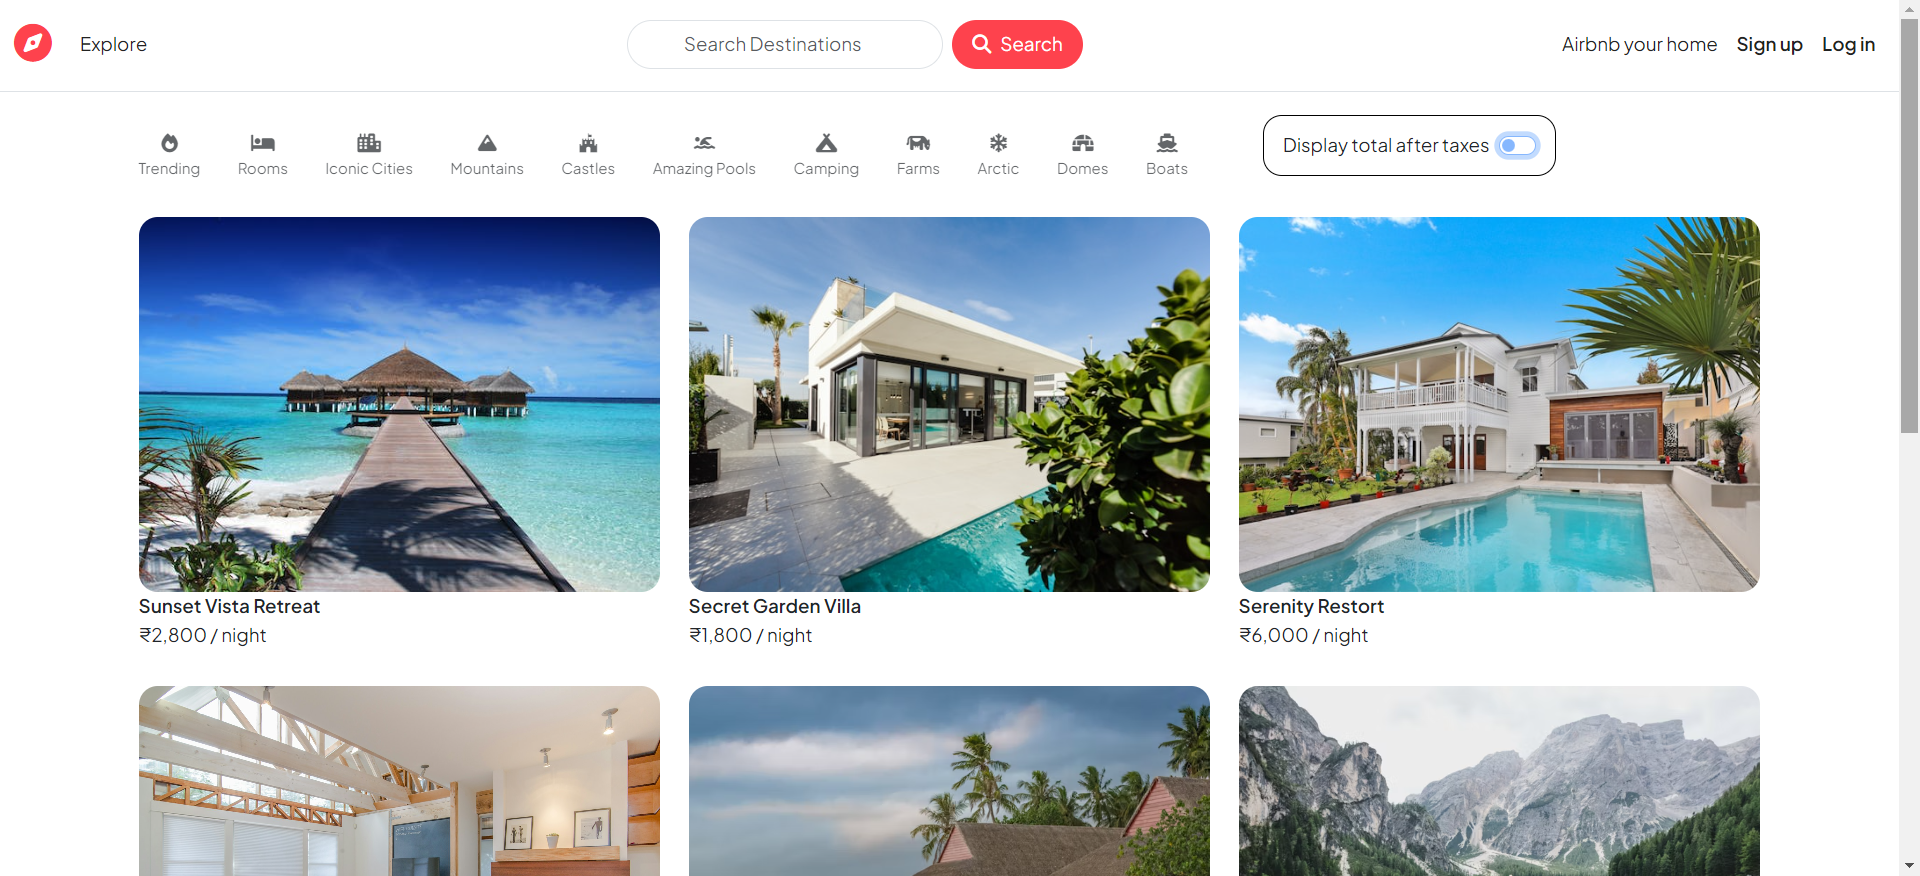 Explore
Search Destinations
Search
Airbnb your home
Sign up
Log in
Trending
Rooms
Iconic Cities
Mountains
Castles
Amazing Pools
Camping
Farms
Arctic
Domes
Boats
Display total after taxes
Sunset Vista Retreat
₹2,800 / night
Secret Garden Villa
₹1,800 / night
Serenity Restort
₹6,000 / night